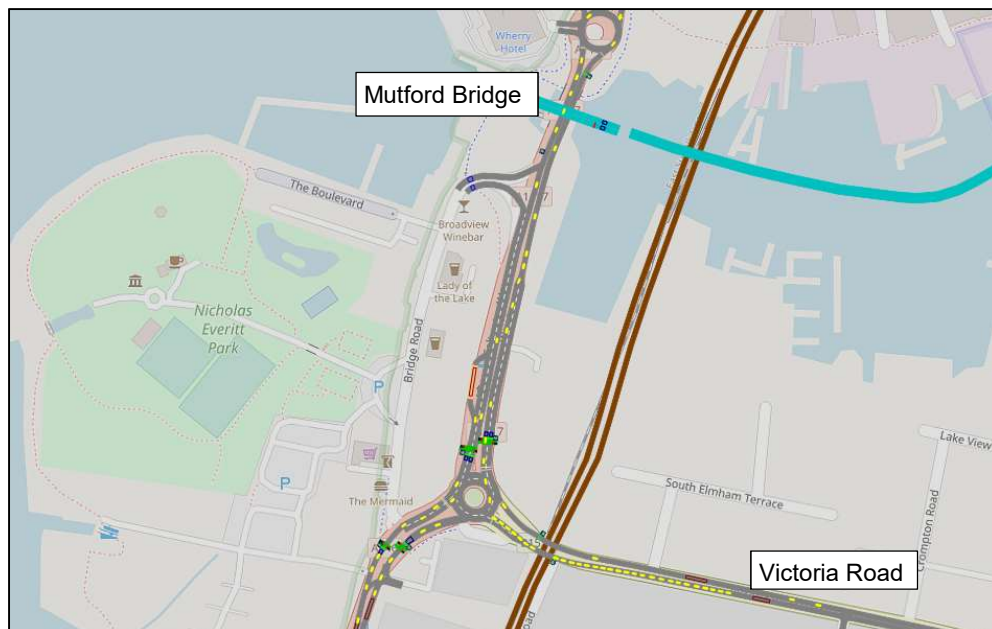 Wherry
Hotel
Mutford Bridge
The Boulevard
Broadview
Winebar
Lady of
the Lake
Nicholas
Everitt
Park
Bridge Road
P
7
Lake View
South Elmham Terrace
Crompton Road
P
The Mermaid
Victoria Road